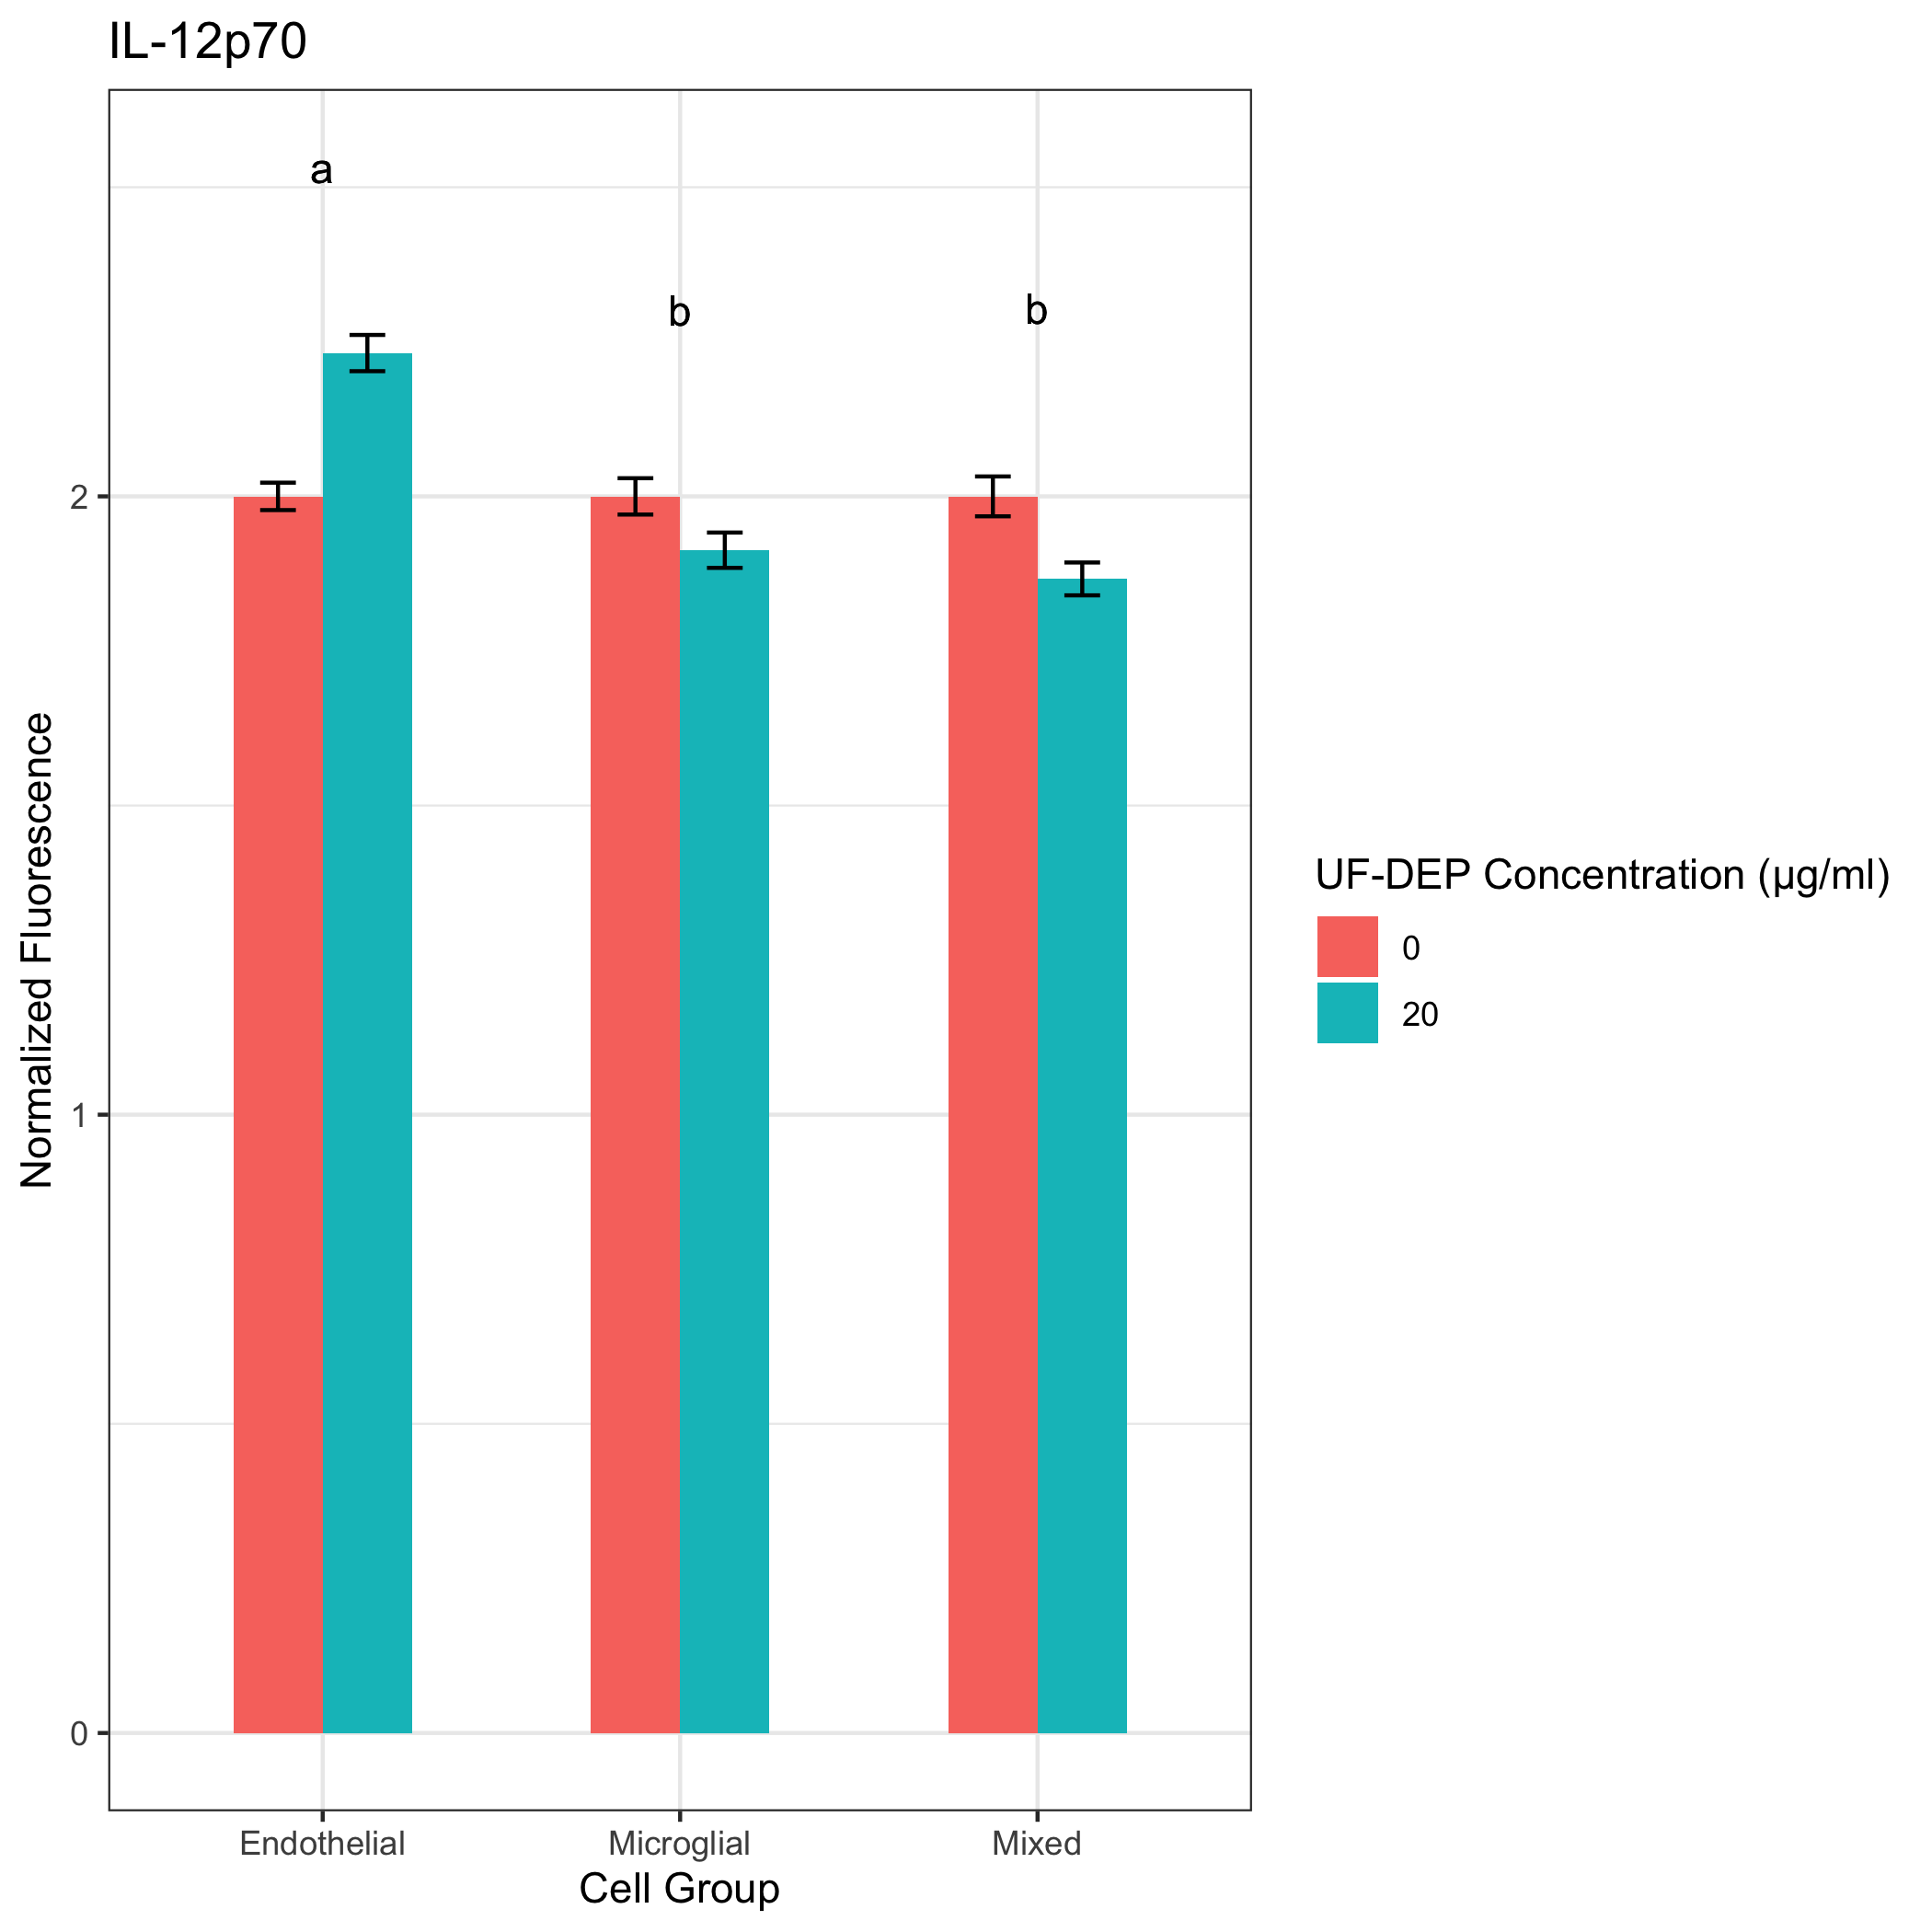 IL-12p70
a
b
b
2
1
0
Normalized Fluorescence
Endothelial
Microglial
Mixed
Cell Group
UF-DEP Concentration (µg/ml)
0
20